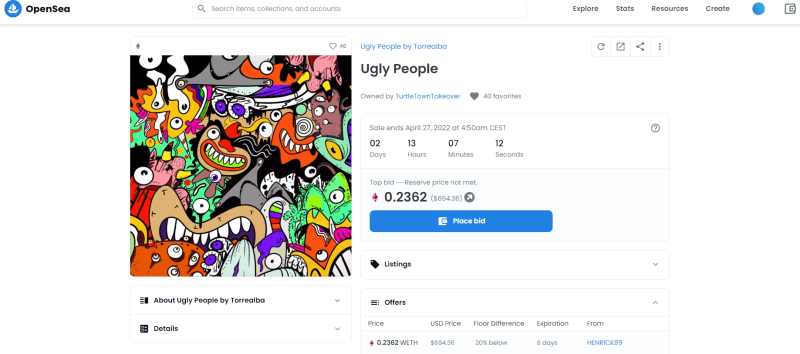 OpenSea
Search items, collections, and accounts
Explore Stats Resources Create
40
Ugly People by Torrealba
Ugly People
Owned by TurtleTownTakeover 40 favorites
Sale ends April 27, 2022 at 4:50am CEST
02 13 07 12
Days Hours Minutes Seconds
Top bid -- Reserve price not met.
0.2362 ($694.36)
Place bid
Listings
About Ugly People by Torrealba
Details
Offers
Price USD Price Floor Difference Expiration From
0.2362 WETH $694.36 20% below 6 days HENRICK89